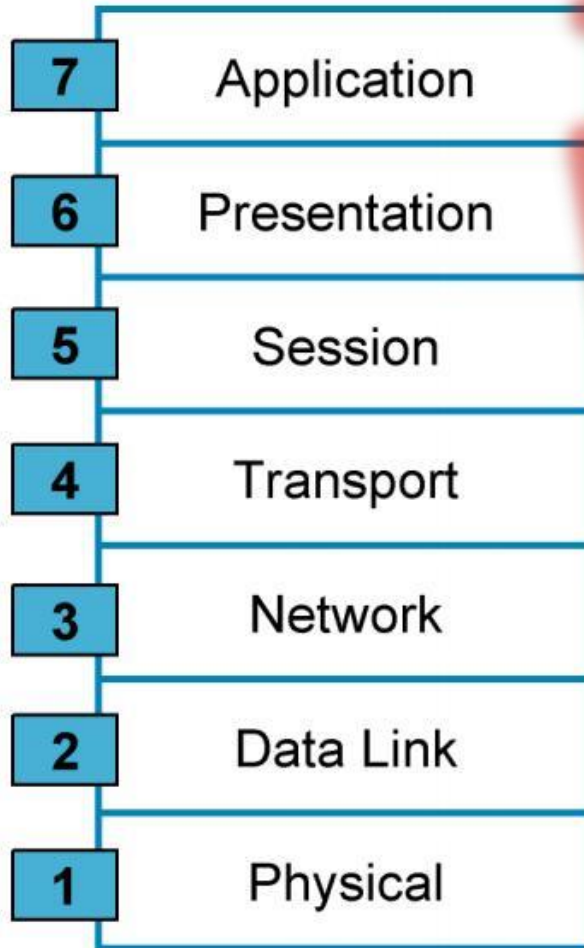 7 Application
6 Presentation
5 Session
4 Transport
3 Network
2 Data Link
1 Physical